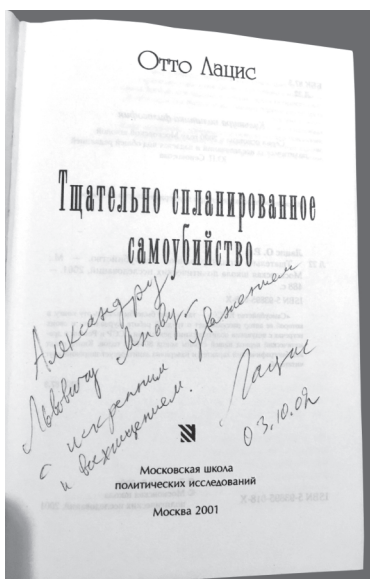 Отто Лацис
Тщательно спланированное
самоубийство
Александру
Львовичу Янову
с искренним уважением
и восхищением.
Лацис
03.10.02
Московская школа
политических исследований
Москва 2001